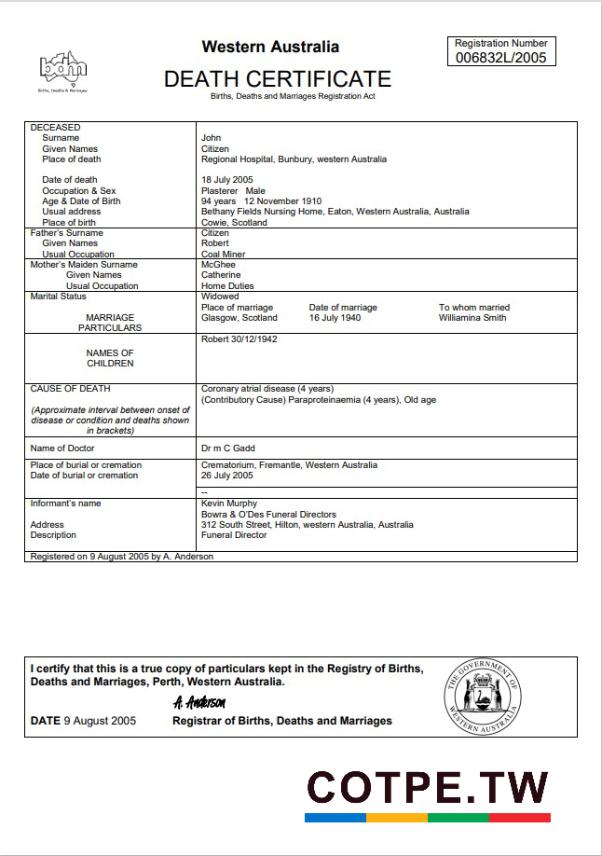 Western Australia
Registration Number
006832L/2005
bdm
Births, Deaths & Marriages
DEATH CERTIFICATE
Births, Deaths and Marriages Registration Act
DECEASED
Surname John
Given Names Citizen
Place of death Regional Hospital, Bunbury, western Australia
Date of death 18 July 2005
Occupation & Sex Plasterer Male
Age & Date of Birth 94 years 12 November 1910
Usual address Bethany Fields Nursing Home, Eaton, Western Australia, Australia
Place of birth Cowie, Scotland
Father's Surname Citizen
Given Names Robert
Usual Occupation Coal Miner
Mother's Maiden Surname McGhee
Given Names Catherine
Usual Occupation Home Duties
Marital Status Widowed
Place of marriage Date of marriage To whom married
MARRIAGE Glasgow, Scotland 16 July 1940 Williamina Smith
PARTICULARS
Robert 30/12/1942
NAMES OF
CHILDREN
CAUSE OF DEATH Coronary atrial disease (4 years)
(Contributory Cause) Paraproteinaemia (4 years), Old age
(Approximate interval between onset of
disease or condition and deaths shown
in brackets)
Name of Doctor Dr m C Gadd
Place of burial or cremation Crematorium, Fremantle, Western Australia
Date of burial or cremation 26 July 2005
--
Informant's name Kevin Murphy
Bowra & O'Des Funeral Directors
Address 312 South Street, Hilton, western Australia, Australia
Description Funeral Director
Registered on 9 August 2005 by A. Anderson
I certify that this is a true copy of particulars kept in the Registry of Births,
Deaths and Marriages, Perth, Western Australia.
A. Anderson
DATE 9 August 2005 Registrar of Births, Deaths and Marriages
THE GOVERNMENT OF
WESTERN AUSTRALIA
COTPE.TW